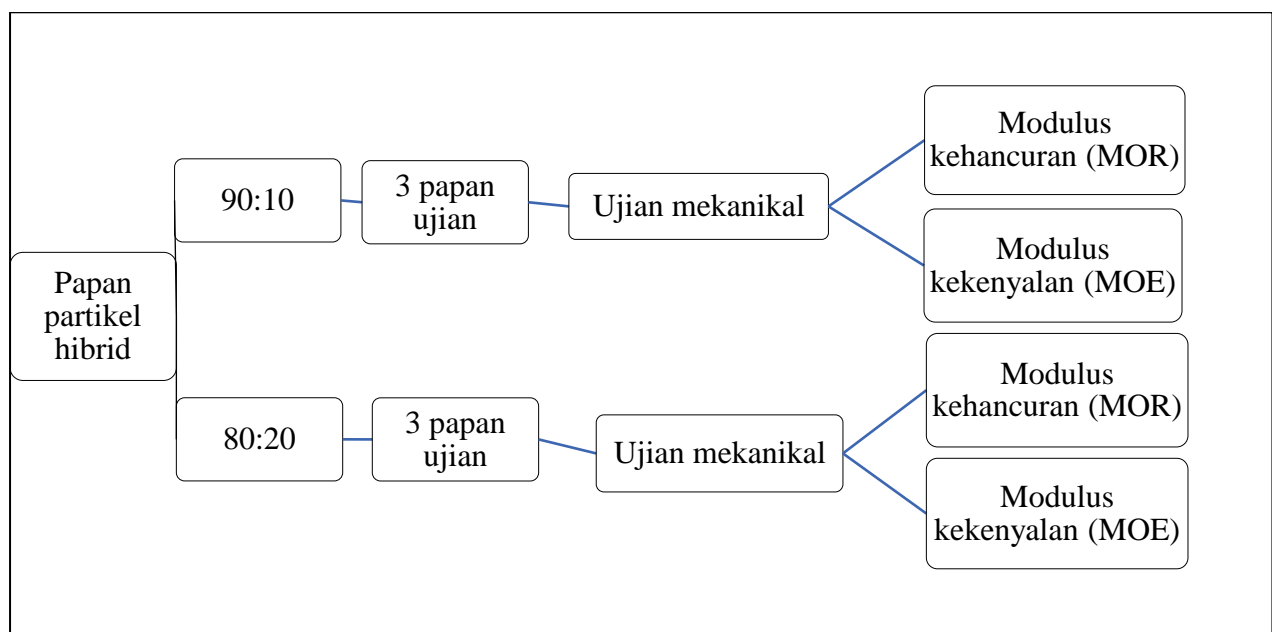 Papan
partikel
hibrid
90:10
3 papan
ujian
Ujian mekanikal
Modulus
kehancuran (MOR)
Modulus
kekenyalan (MOE)
80:20
3 papan
ujian
Ujian mekanikal
Modulus
kehancuran (MOR)
Modulus
kekenyalan (MOE)